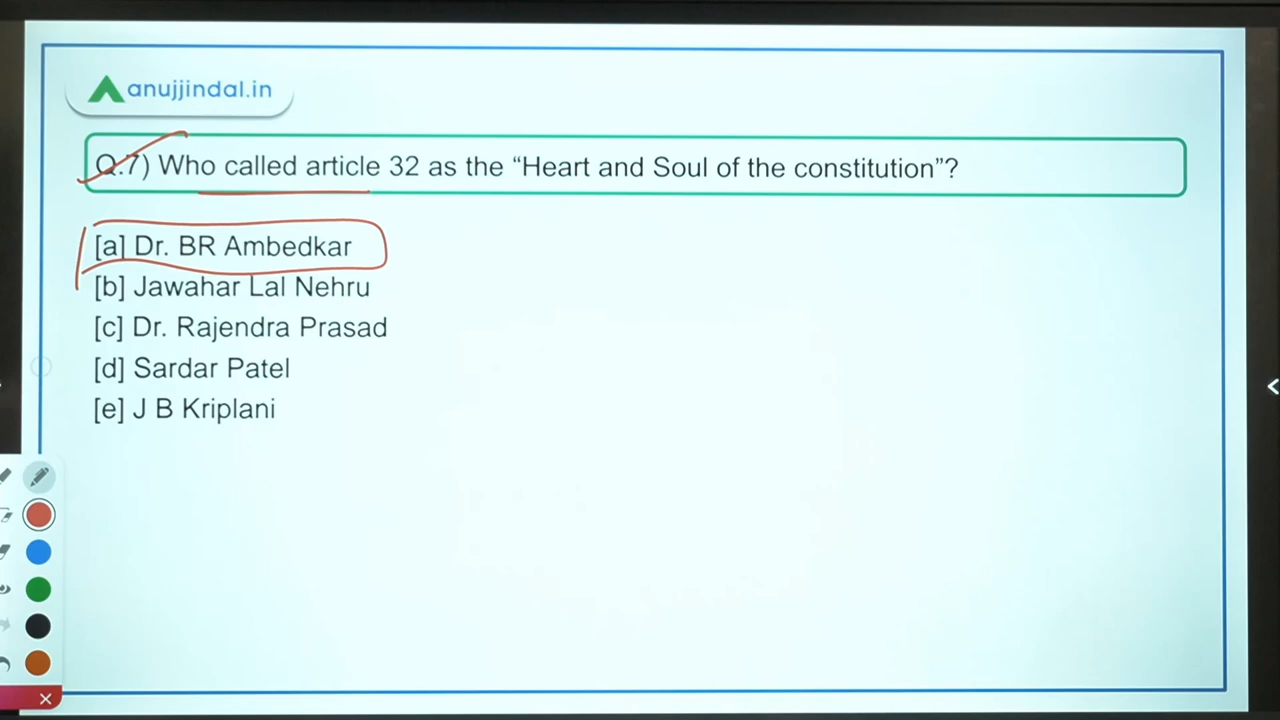 anujjindal.in
Q.7) Who called article 32 as the “Heart and Soul of the constitution”?
[a] Dr. BR Ambedkar
[b] Jawahar Lal Nehru
[c] Dr. Rajendra Prasad
[d] Sardar Patel
[e] J B Kriplani